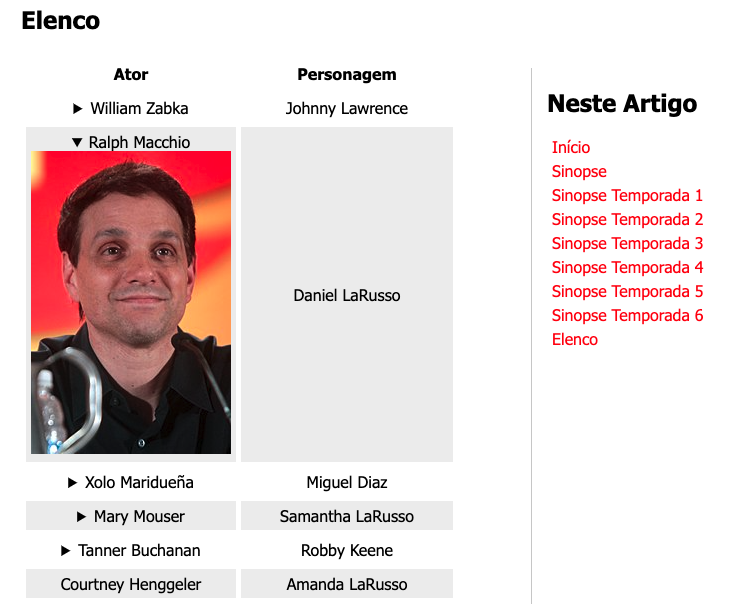 Elenco
Ator Personagem
William Zabka Johnny Lawrence
Ralph Macchio Daniel LaRusso
Xolo Maridueña Miguel Diaz
Mary Mouser Samantha LaRusso
Tanner Buchanan Robby Keene
Courtney Henggeler Amanda LaRusso
Neste Artigo
Início
Sinopse
Sinopse Temporada 1
Sinopse Temporada 2
Sinopse Temporada 3
Sinopse Temporada 4
Sinopse Temporada 5
Sinopse Temporada 6
Elenco